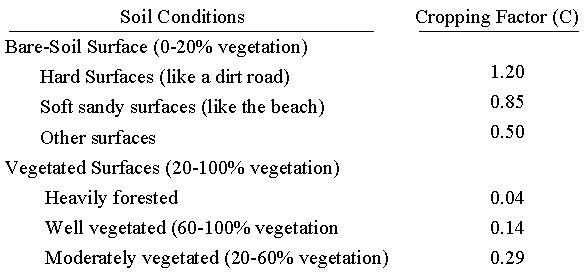 Soil Conditions Cropping Factor (C)
Bare-Soil Surface (0-20% vegetation)
Hard Surfaces (like a dirt road) 1.20
Soft sandy surfaces (like the beach) 0.85
Other surfaces 0.50
Vegetated Surfaces (20-100% vegetation)
Heavily forested 0.04
Well vegetated (60-100% vegetation 0.14
Moderately vegetated (20-60% vegetation) 0.29